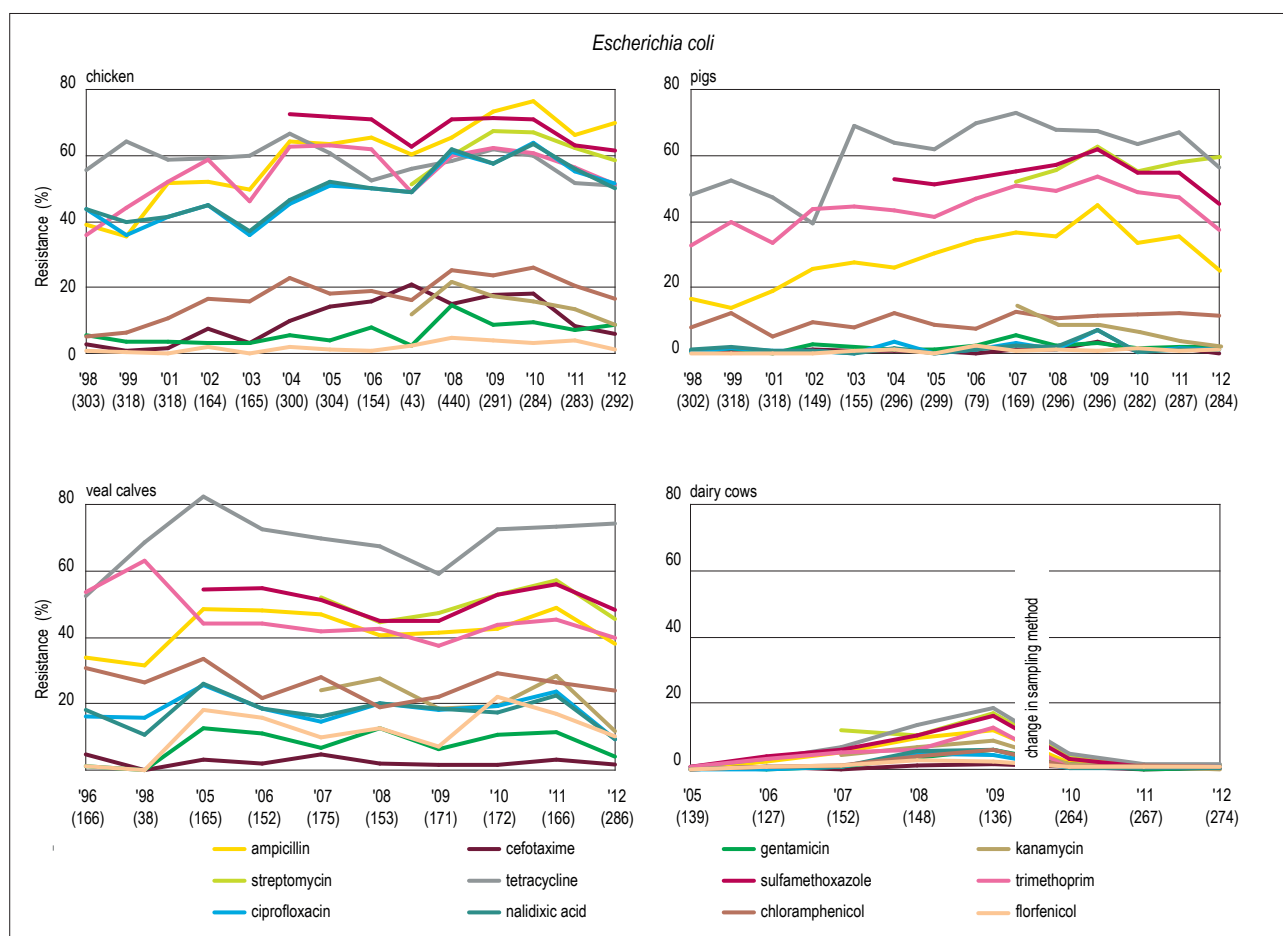 Escherichia coli
chicken
80
60
40
20
0
Resistance (%)
'98 '99 '01 '02 '03 '04 '05 '06 '07 '08 '09 '10 '11 '12
(303) (318) (318) (164) (165) (300) (304) (154) (43) (440) (291) (284) (283) (292)
pigs
80
60
40
20
0
'98 '99 '01 '02 '03 '04 '05 '06 '07 '08 '09 '10 '11 '12
(302) (318) (318) (149) (155) (296) (299) (79) (169) (296) (296) (282) (287) (284)
veal calves
80
60
40
20
Resistance (%)
'96 '98 '05 '06 '07 '08 '09 '10 '11 '12
(166) (38) (165) (152) (175) (153) (171) (172) (166) (286)
dairy cows
80
60
40
20
0
change in sampling method
'05 '06 '07 '08 '09 '10 '11 '12
(139) (127) (152) (148) (136) (264) (267) (274)
ampicillin cefotaxime gentamicin kanamycin
streptomycin tetracycline sulfamethoxazole trimethoprim
ciprofloxacin nalidixic acid chloramphenicol florfenicol